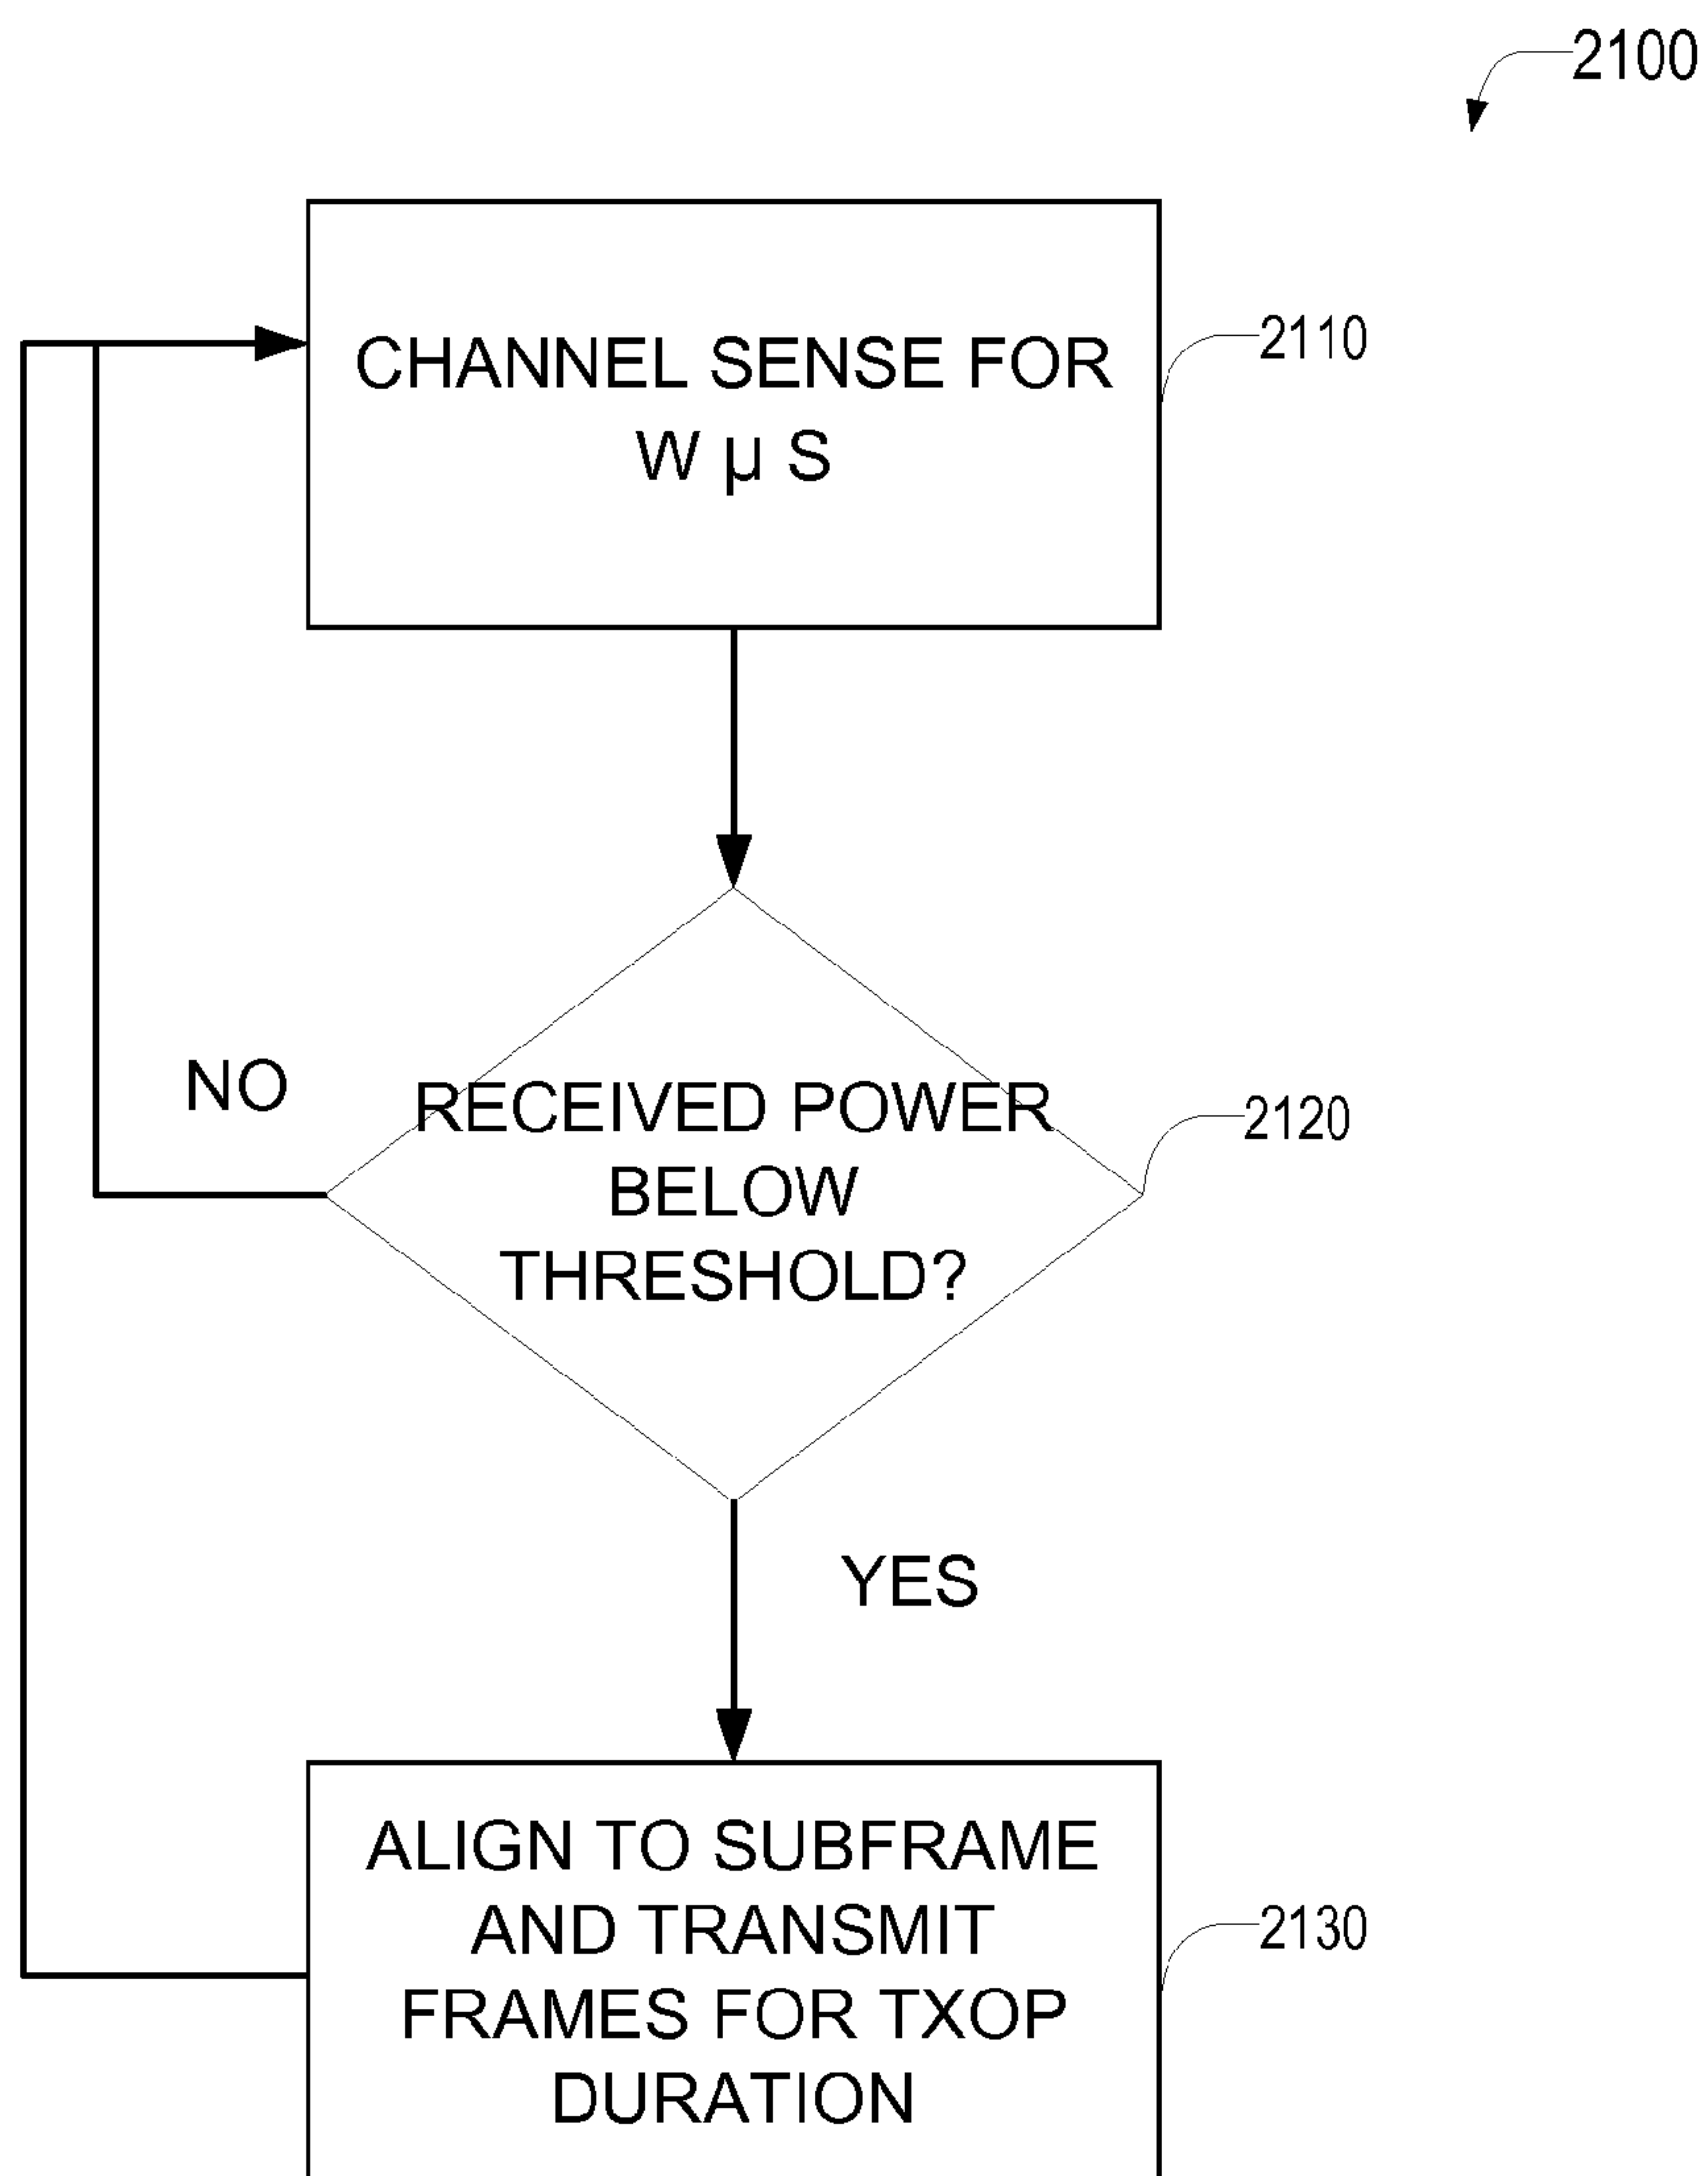 2100
CHANNEL SENSE FOR
W µ S
2110
NO
RECEIVED POWER
BELOW
THRESHOLD?
2120
YES
ALIGN TO SUBFRAME
AND TRANSMIT
FRAMES FOR TXOP
DURATION
2130